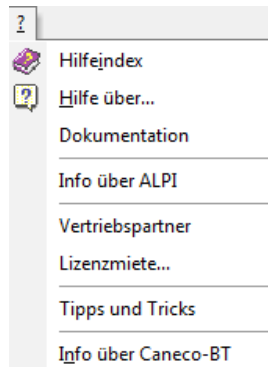 ?
Hilfeindex
Hilfe über...
Dokumentation
Info über ALPI
Vertriebspartner
Lizenzmiete...
Tipps und Tricks
Info über Caneco-BT